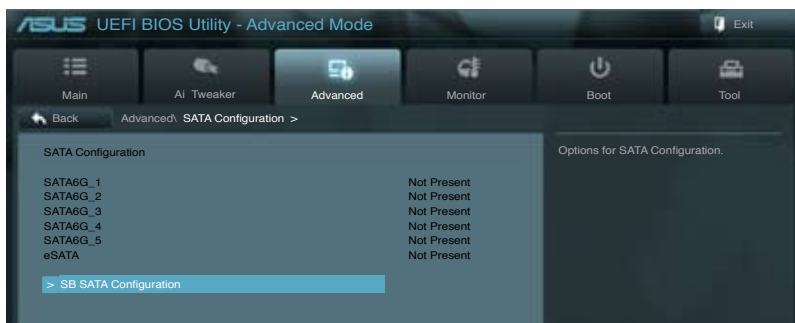 ASUS UEFI BIOS Utility - Advanced Mode
Exit
Main
Ai Tweaker
Advanced
Monitor
Boot
Tool
Back
Advanced\ SATA Configuration >
SATA Configuration
Options for SATA Configuration.
SATA6G_1 Not Present
SATA6G_2 Not Present
SATA6G_3 Not Present
SATA6G_4 Not Present
SATA6G_5 Not Present
eSATA Not Present
> SB SATA Configuration